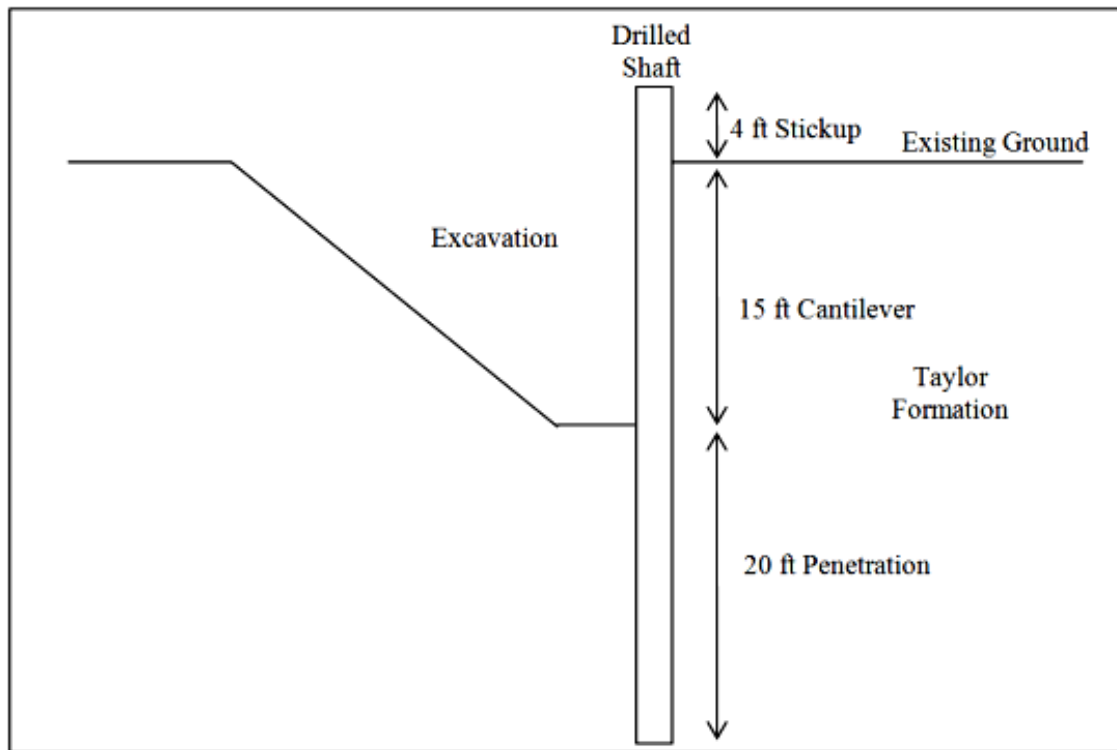 Drilled
Shaft
4 ft Stickup
Existing Ground
Excavation
15 ft Cantilever
Taylor
Formation
20 ft Penetration